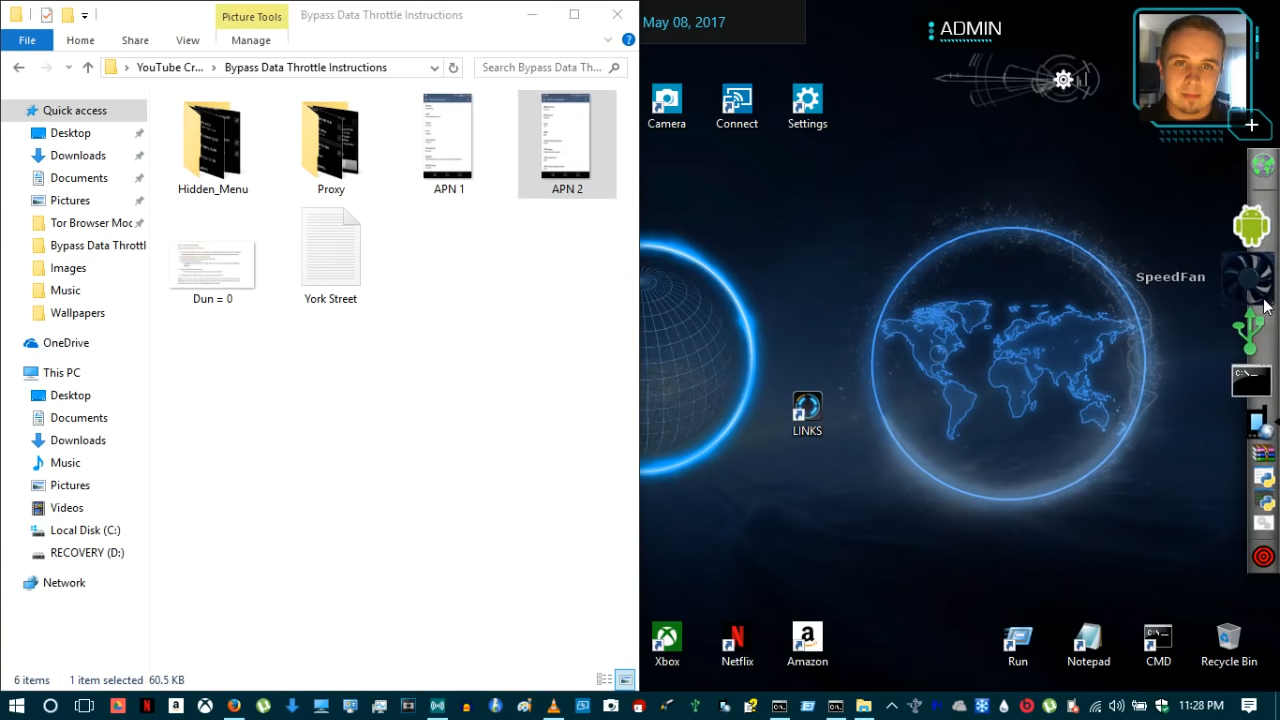 Picture Tools
Bypass Data Throttle Instructions
File
Home
Share
View
Manage
YouTube Cr...
Bypass Data Throttle Instructions
Search Bypass Data Th...
Quick access
Desktop
Downloads
Documents
Pictures
Tor Browser Moc
Bypass Data Throttl
Images
Music
Wallpapers
OneDrive
This PC
Desktop
Documents
Downloads
Music
Pictures
Videos
Local Disk (C:)
RECOVERY (D:)
Network
Hidden_Menu
Proxy
APN 1
APN 2
Dun = 0
York Street
6 items
1 item selected 60.5 KB
May 08, 2017
ADMIN
Camera
Connect
Settings
SpeedFan
LINKS
Xbox
Netflix
Amazon
Run
Notepad
CMD
Recycle Bin
11:28 PM